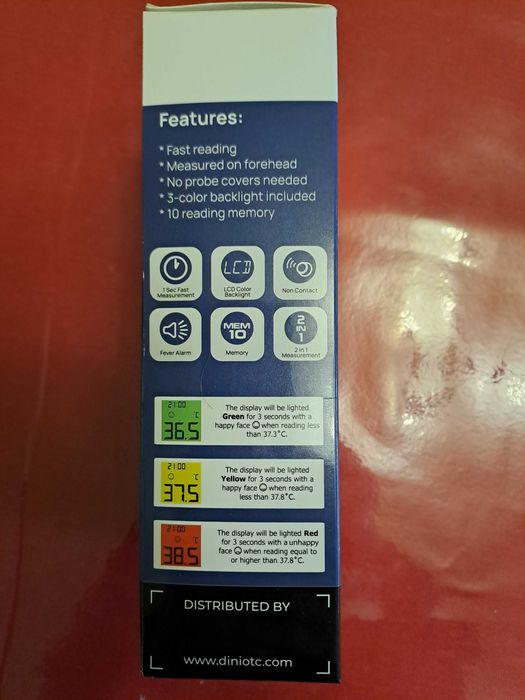 Features:
* Fast reading
* Measured on forehead
* No probe covers needed
* 3-color backlight included
* 10 reading memory
1 Sec Fast
Measurement
LCD
LCD Color
Backlight
Non Contact
Fever Alarm
MEM
10
Memory
2
IN
1
2 in 1
Measurement
21:00
°C
36.5
The display will be lighted
Green for 3 seconds with a
happy face ☺ when reading less
than 37.3°C.
21:00
°C
37.5
The display will be lighted
Yellow for 3 seconds with a
happy face ☺ when reading
less than 37.8°C.
21:00
°C
38.5
The display will be lighted Red
for 3 seconds with a unhappy
face ☹ when reading equal to
or higher than 37.8°C.
DISTRIBUTED BY
www.diniotc.com